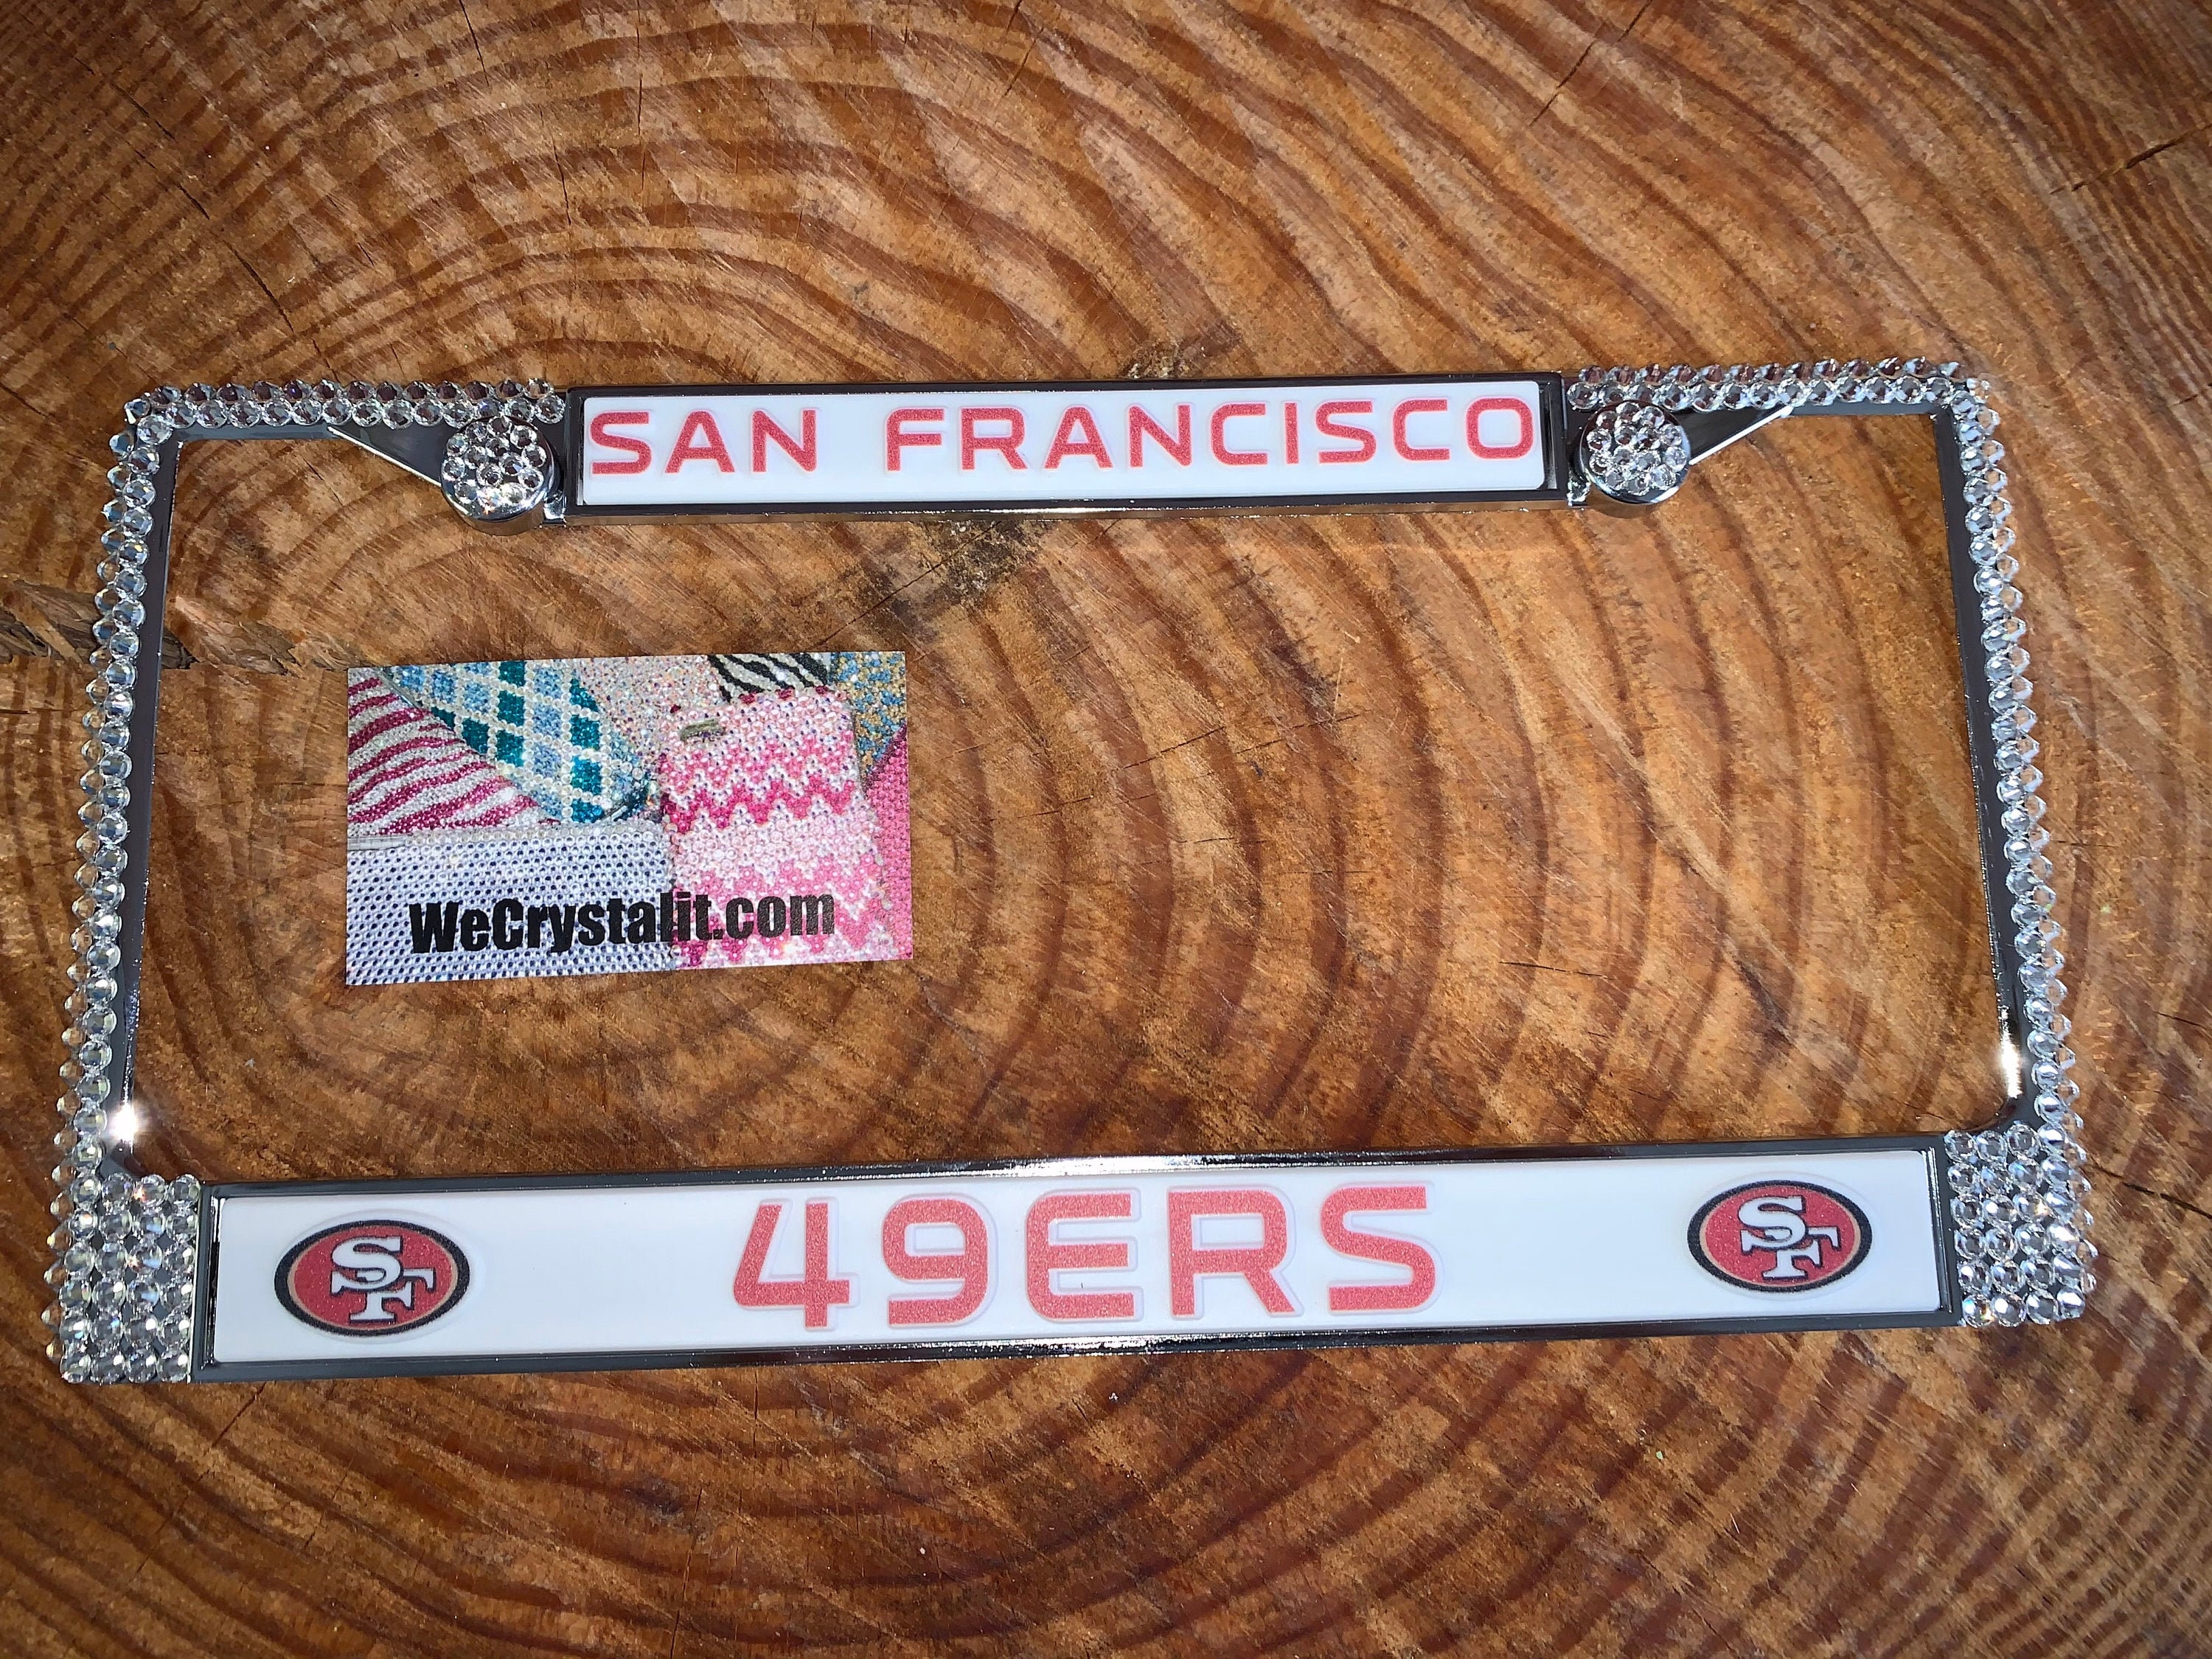 SAN FRANCISCO
WeCrystalit.com
SF 49ERS SF